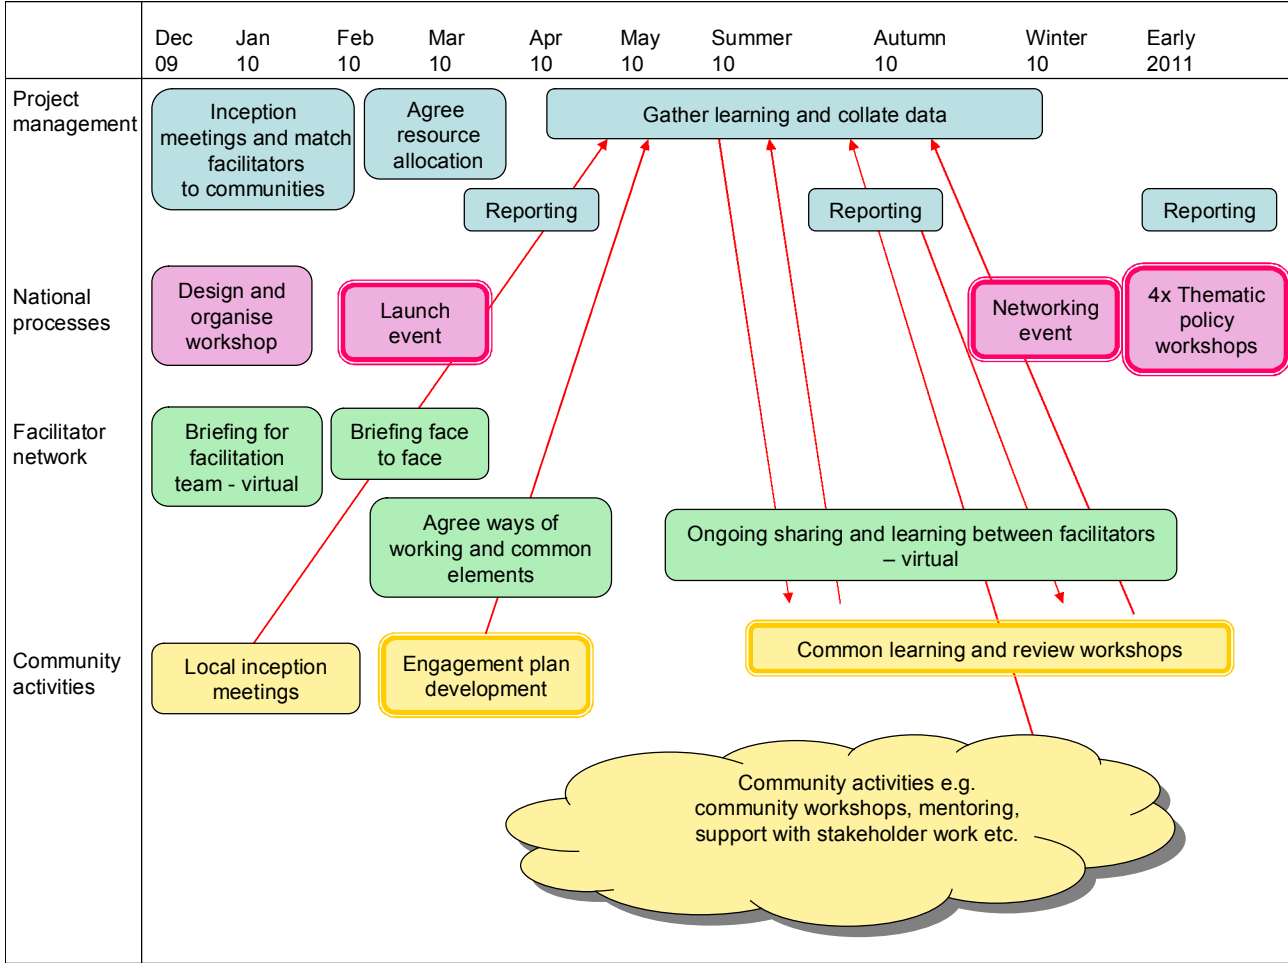 Dec Jan Feb Mar Apr May Summer Autumn Winter Early
09 10 10 10 10 10 10 10 10 2011
Project
management
Inception
meetings and match
facilitators
to communities
Agree
resource
allocation
Gather learning and collate data
Reporting
Reporting
Reporting
National
processes
Design and
organise
workshop
Launch
event
Networking
event
4x Thematic
policy
workshops
Facilitator
network
Briefing for
facilitation
team - virtual
Briefing face
to face
Agree ways of
working and common
elements
Ongoing sharing and learning between facilitators
– virtual
Community
activities
Local inception
meetings
Engagement plan
development
Common learning and review workshops
Community activities e.g.
community workshops, mentoring,
support with stakeholder work etc.